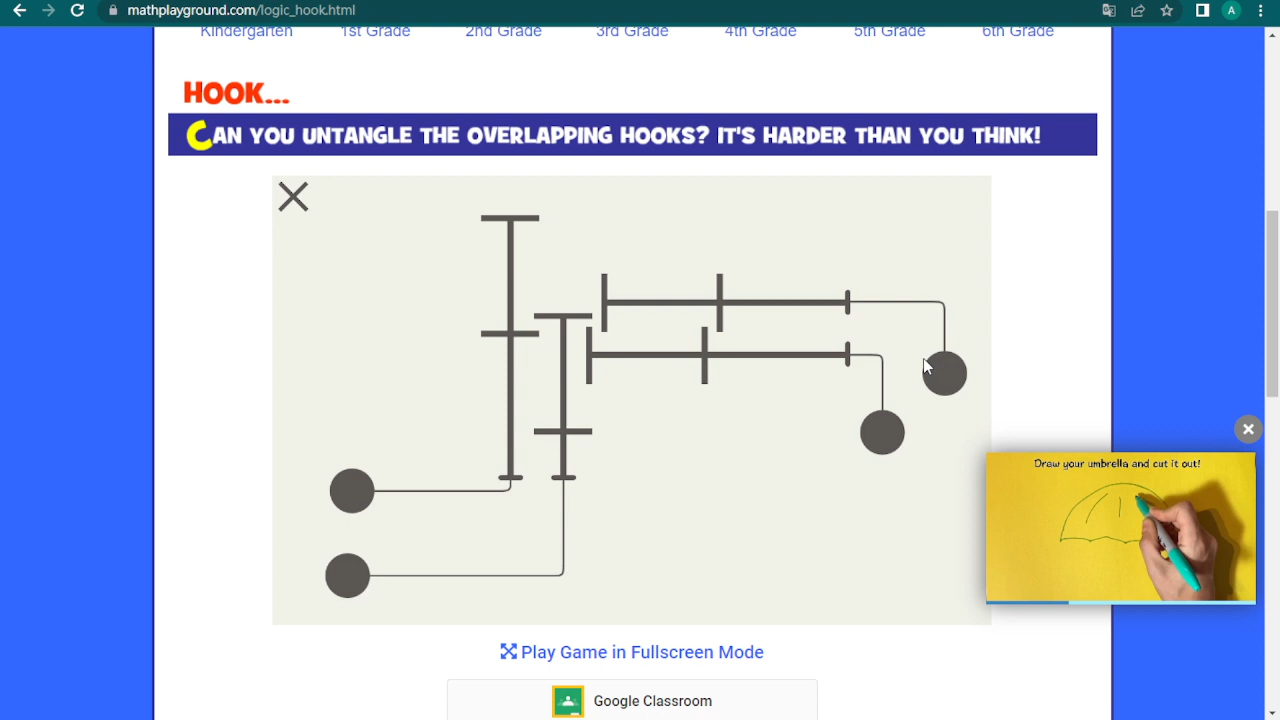 mathplayground.com/logic_hook.html
A
Kindergarten 1st Grade 2nd Grade 3rd Grade 4th Grade 5th Grade 6th Grade
HOOK...
CAN YOU UNTANGLE THE OVERLAPPING HOOKS? IT'S HARDER THAN YOU THINK!
Draw your umbrella and cut it out!
Play Game in Fullscreen Mode
Google Classroom